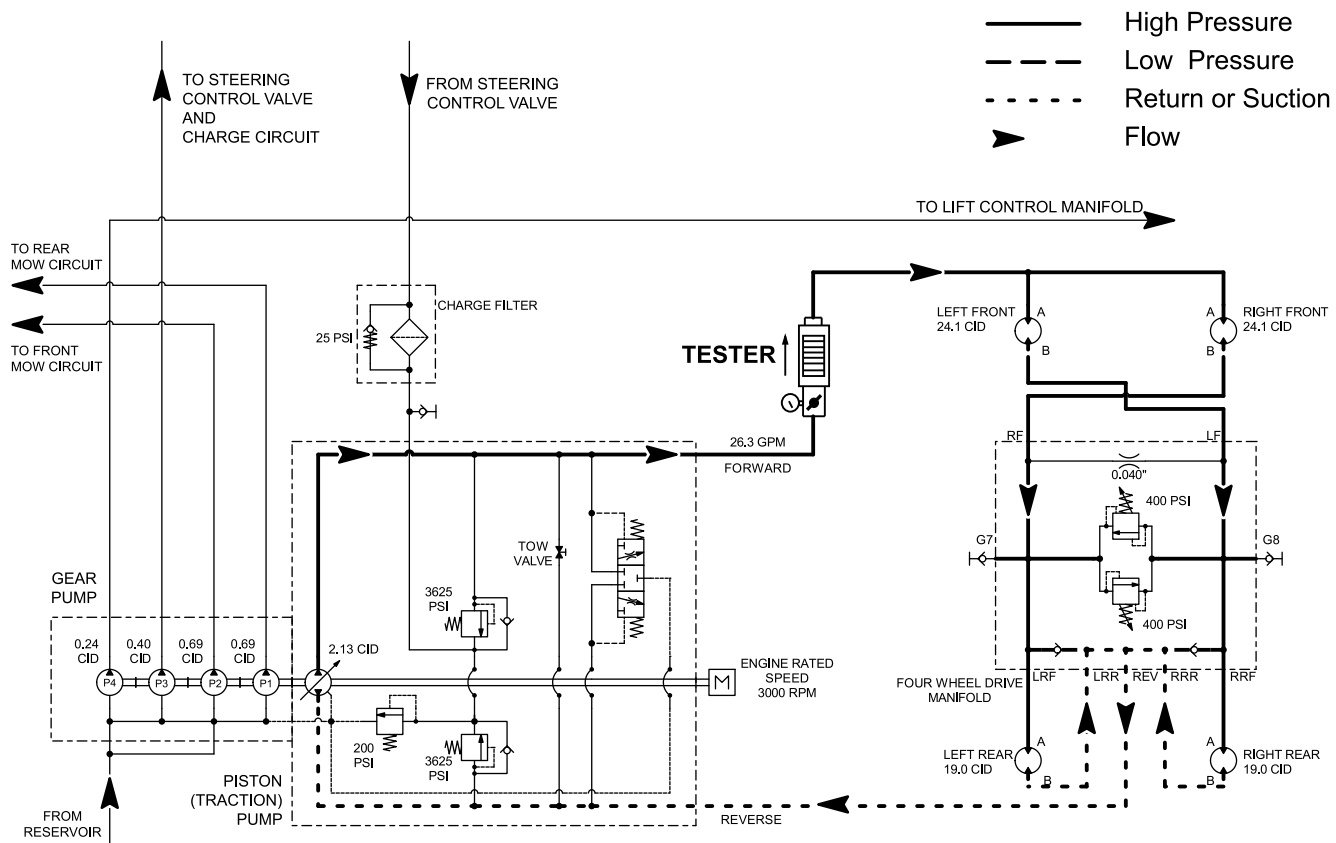 High Pressure
Low Pressure
Return or Suction
Flow
TO STEERING
CONTROL VALVE
AND
CHARGE CIRCUIT
FROM STEERING
CONTROL VALVE
TO LIFT CONTROL MANIFOLD
TO REAR
MOW CIRCUIT
TO FRONT
MOW CIRCUIT
CHARGE FILTER
25 PSI
TESTER
LEFT FRONT
24.1 CID
A
B
RIGHT FRONT
24.1 CID
A
B
26.3 GPM
FORWARD
RF
LF
0.040"
400 PSI
G7
G8
400 PSI
TOW
VALVE
3625
PSI
GEAR
PUMP
0.24
CID
0.40
CID
0.69
CID
0.69
CID
2.13 CID
P4
P3
P2
P1
M
ENGINE RATED
SPEED
3000 RPM
FOUR WHEEL DRIVE
MANIFOLD
LRF
LRR
REV
RRR
RRF
200
PSI
3625
PSI
LEFT REAR
19.0 CID
A
B
RIGHT REAR
19.0 CID
A
B
PISTON
(TRACTION)
PUMP
REVERSE
FROM
RESERVOIR